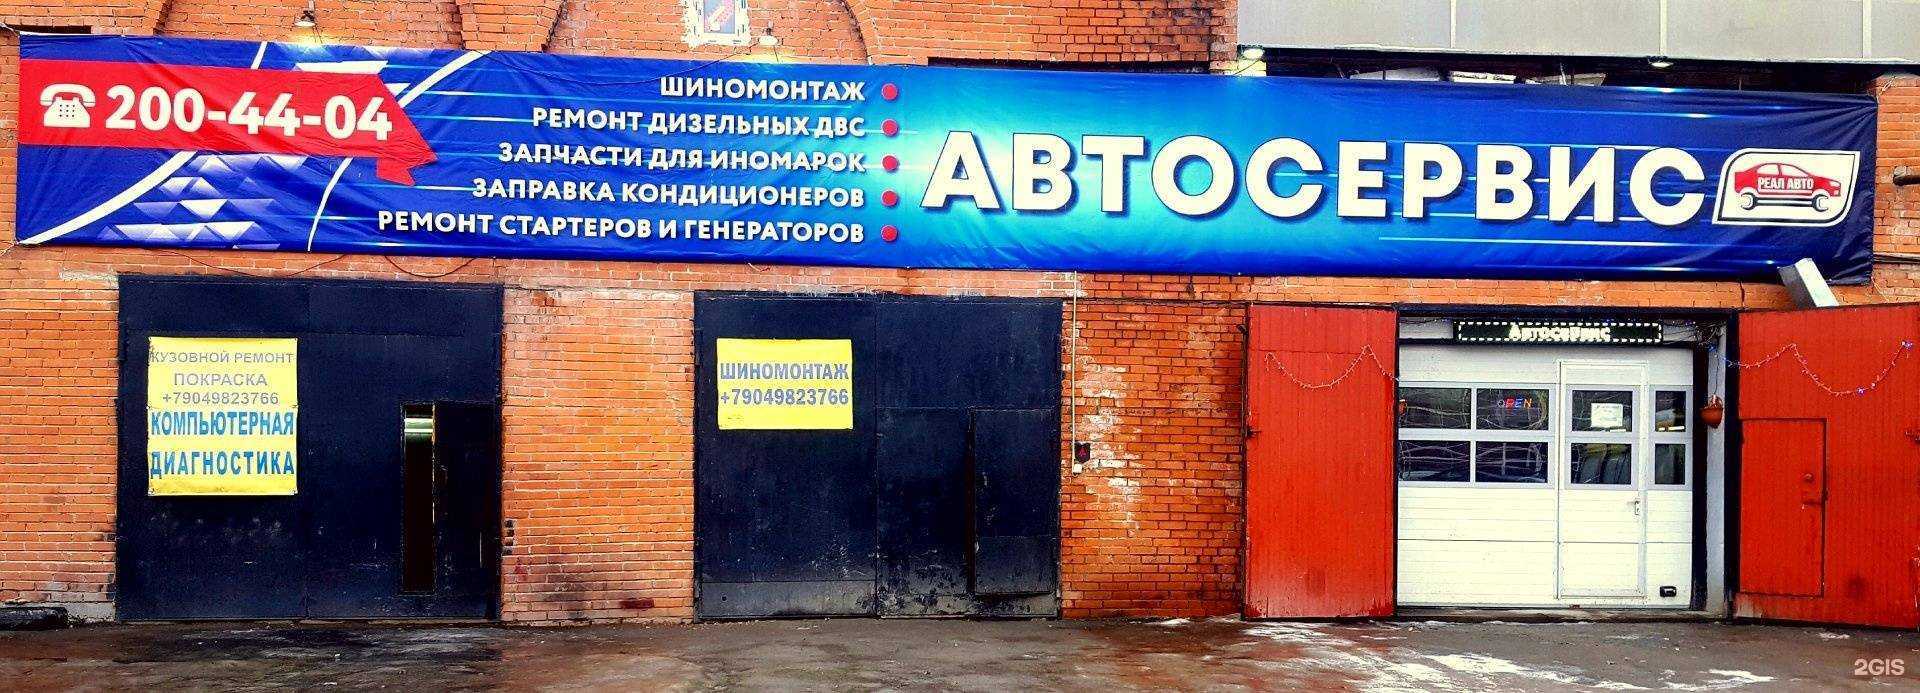 200-44-04
ШИНОМОНТАЖ
РЕМОНТ ДИЗЕЛЬНЫХ ДВС
ЗАПЧАСТИ ДЛЯ ИНОМАРОК
ЗАПРАВКА КОНДИЦИОНЕРОВ
РЕМОНТ СТАРТЕРОВ И ГЕНЕРАТОРОВ
АВТОСЕРВИС
РЕАЛ АВТО
КУЗОВНОЙ РЕМОНТ
ПОКРАСКА
+79049823766
КОМПЬЮТЕРНАЯ
ДИАГНОСТИКА
ШИНОМОНТАЖ
+79049823766
Автосервис
OPEN
2GIS